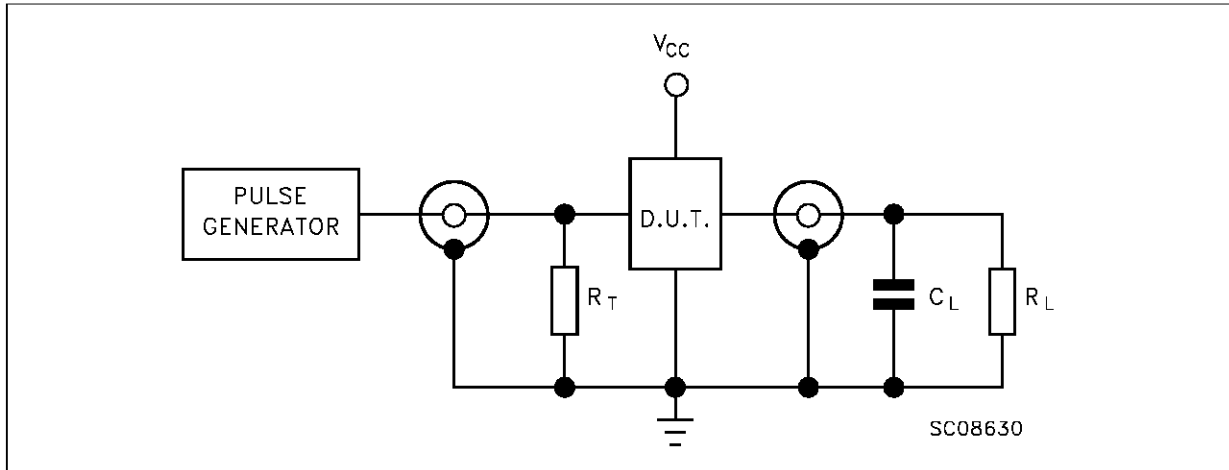 VCC
PULSE
GENERATOR
D.U.T.
RT
CL
RL
SC08630